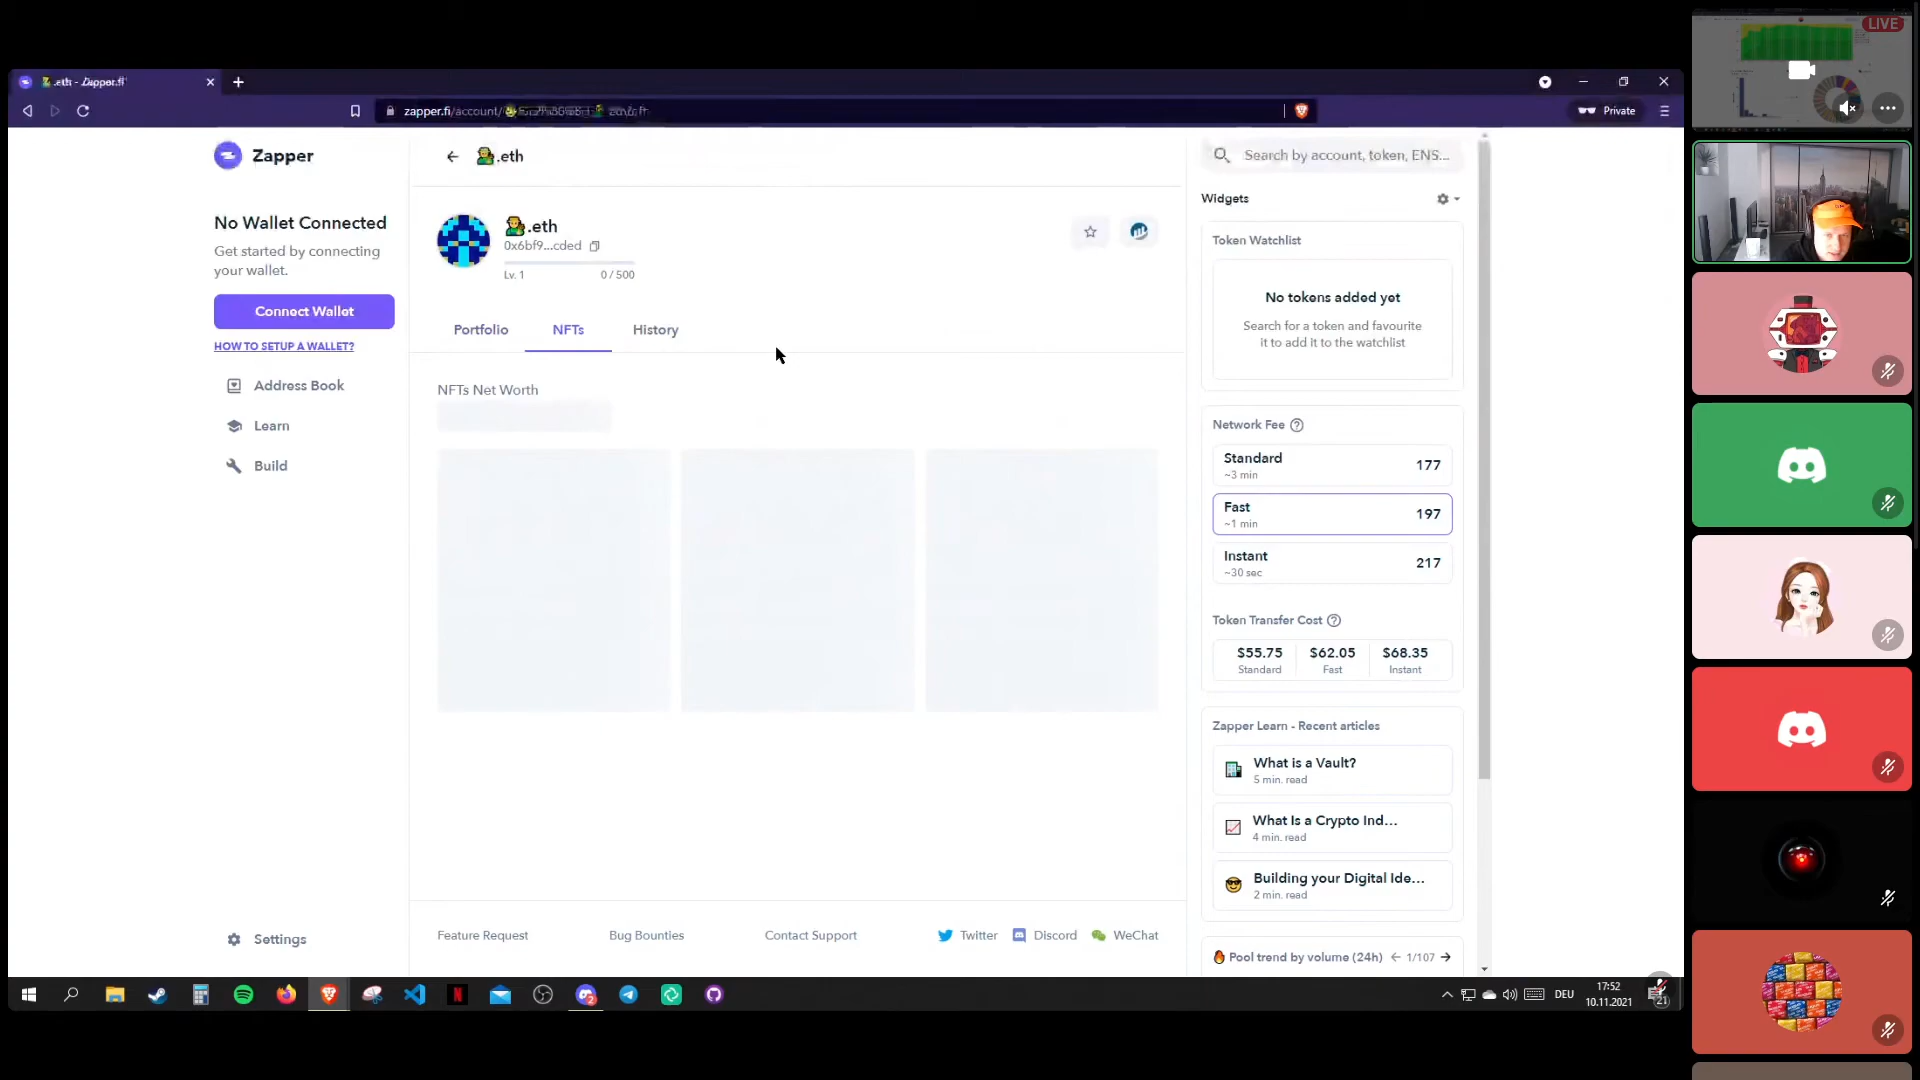 LIVE
.eth - Zapper.fi
zapper.fi/account/
Private
Zapper
.eth
Search by account, token, ENS...
No Wallet Connected
Get started by connecting
your wallet.
Connect Wallet
HOW TO SETUP A WALLET?
Address Book
Learn
Build
Settings
.eth
0x6bf9...cded
Lv. 1
0 / 500
Portfolio
NFTs
History
NFTs Net Worth
Widgets
Token Watchlist
No tokens added yet
Search for a token and favourite
it to add it to the watchlist
Network Fee
Standard
177
~3 min
Fast
197
~1 min
Instant
217
~30 sec
Token Transfer Cost
$55.75
$62.05
$68.35
Standard
Fast
Instant
Zapper Learn - Recent articles
What is a Vault?
5 min. read
What Is a Crypto Ind...
4 min. read
Building your Digital Ide...
2 min. read
Pool trend by volume (24h)
1/107
Feature Request
Bug Bounties
Contact Support
Twitter
Discord
WeChat
DEU
17:52
10.11.2021
21